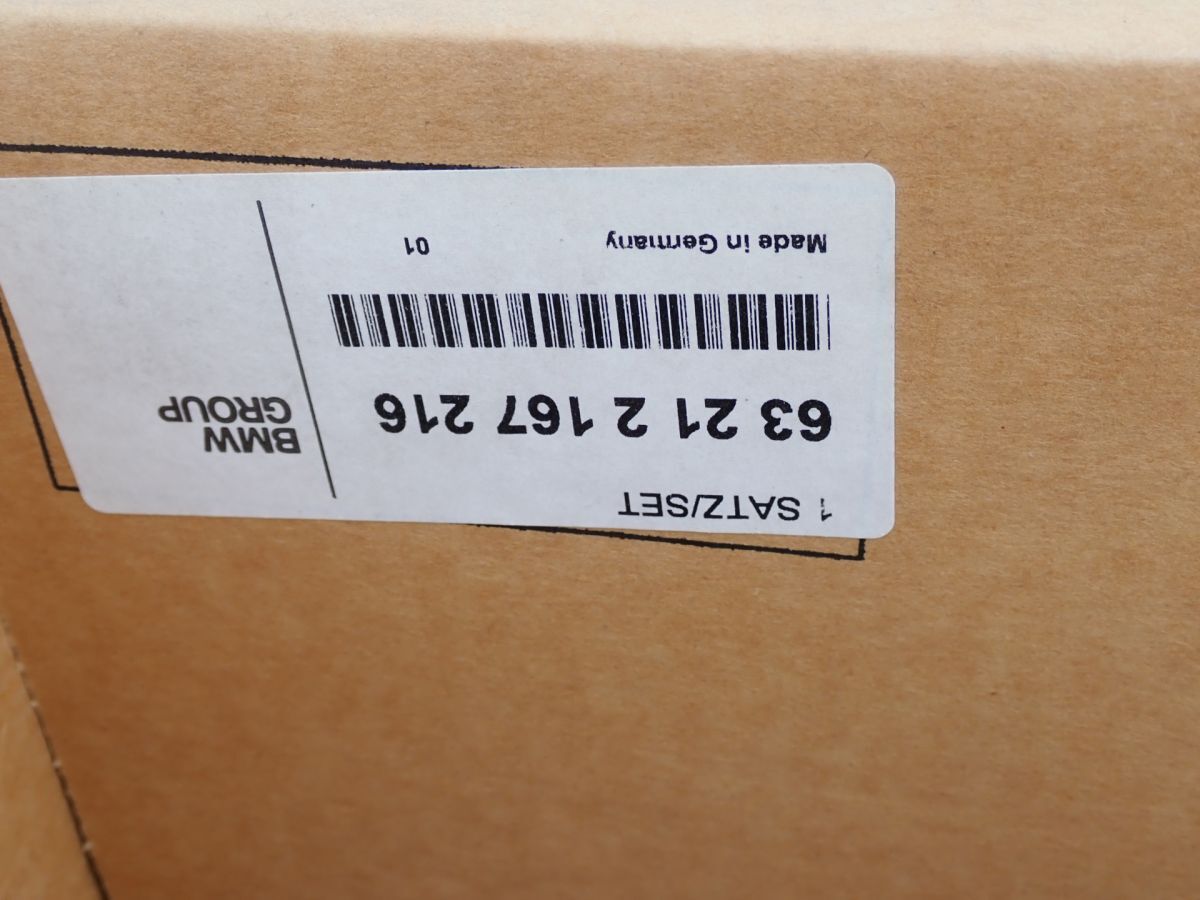 1 SATZ/SET
63 21 2 167 216
BMW
GROUP
Made in Germany 01